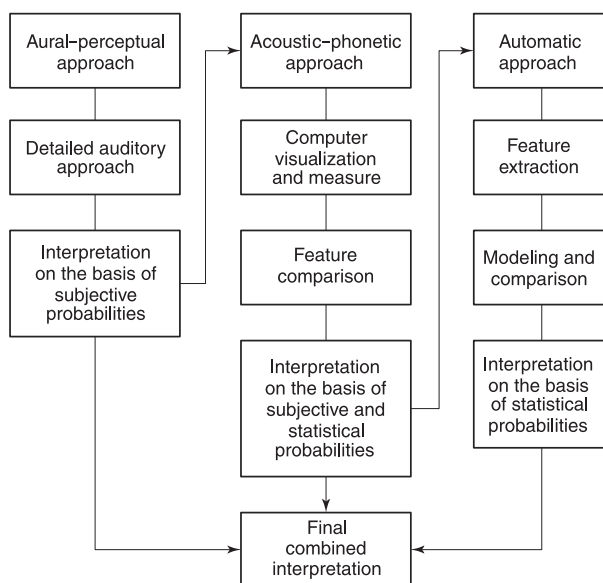 Aural–perceptual
approach
Detailed auditory
approach
Interpretation
on the basis of
subjective
probabilities
Acoustic–phonetic
approach
Computer
visualization
and measure
Feature
comparison
Interpretation
on the basis of
subjective and
statistical
probabilities
Automatic
approach
Feature
extraction
Modeling and
comparison
Interpretation
on the basis
of statistical
probabilities
Final
combined
interpretation